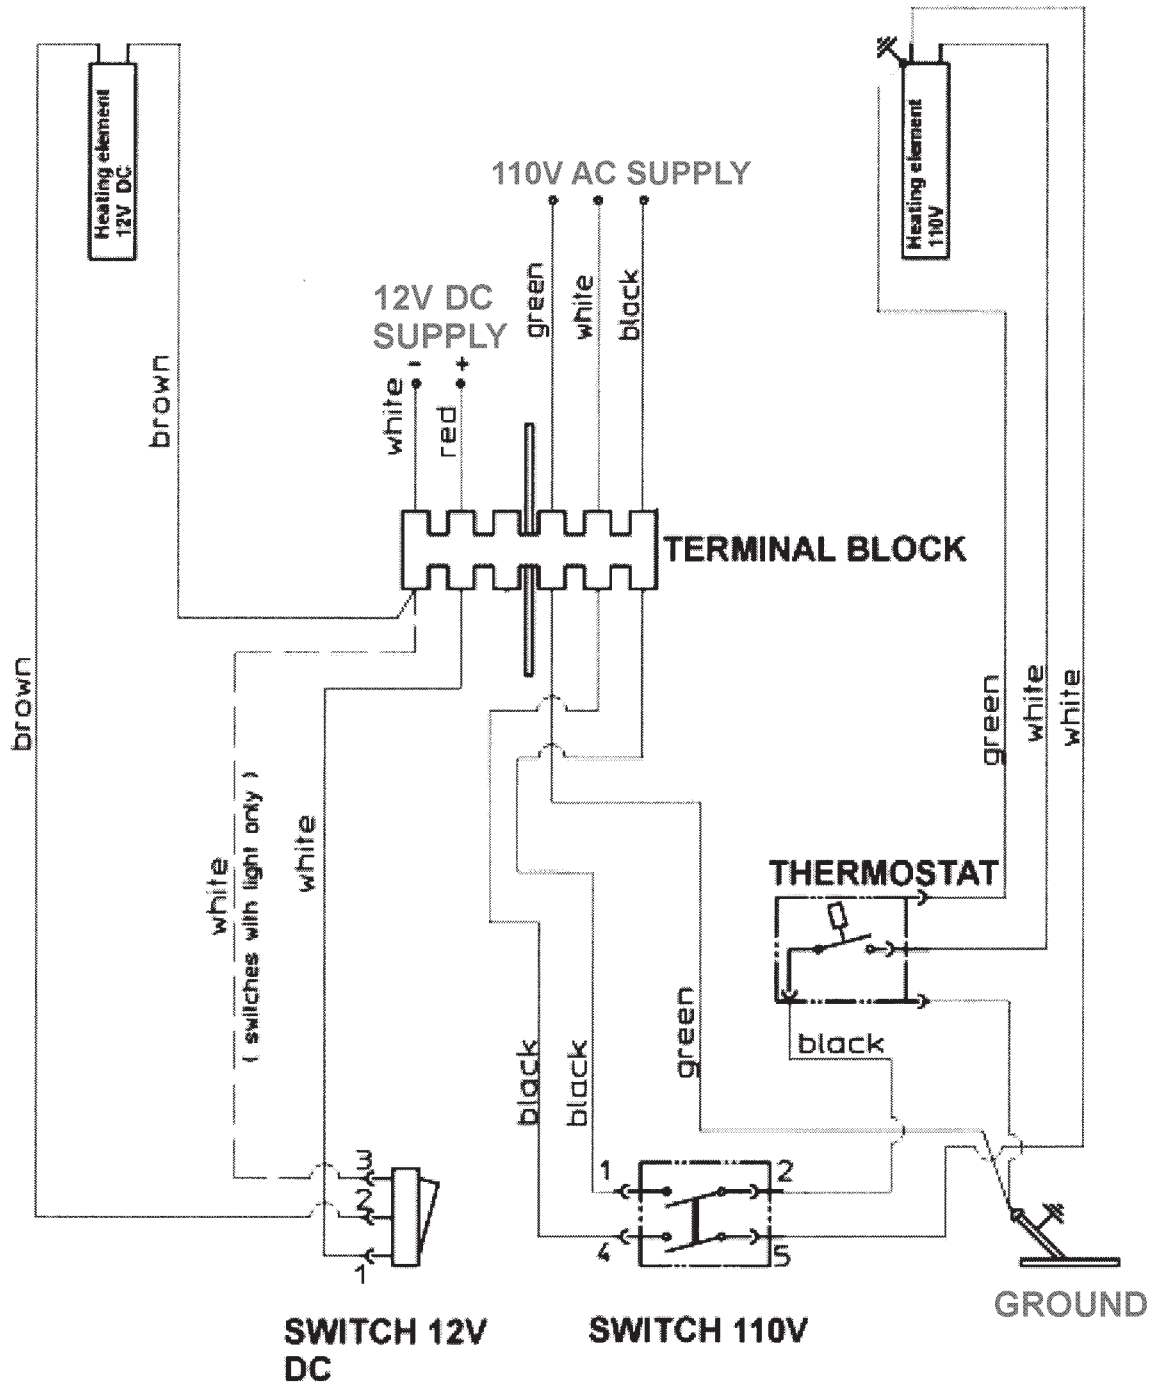 Heating element
12V DC
Heating element
110V
110V AC SUPPLY
12V DC
SUPPLY
-
+
green
white
black
white
red
brown
TERMINAL BLOCK
brown
green
white
white
white
( switches with light only )
white
THERMOSTAT
black
black
green
black
3
2
1
1
2
4
5
SWITCH 12V
DC
SWITCH 110V
GROUND